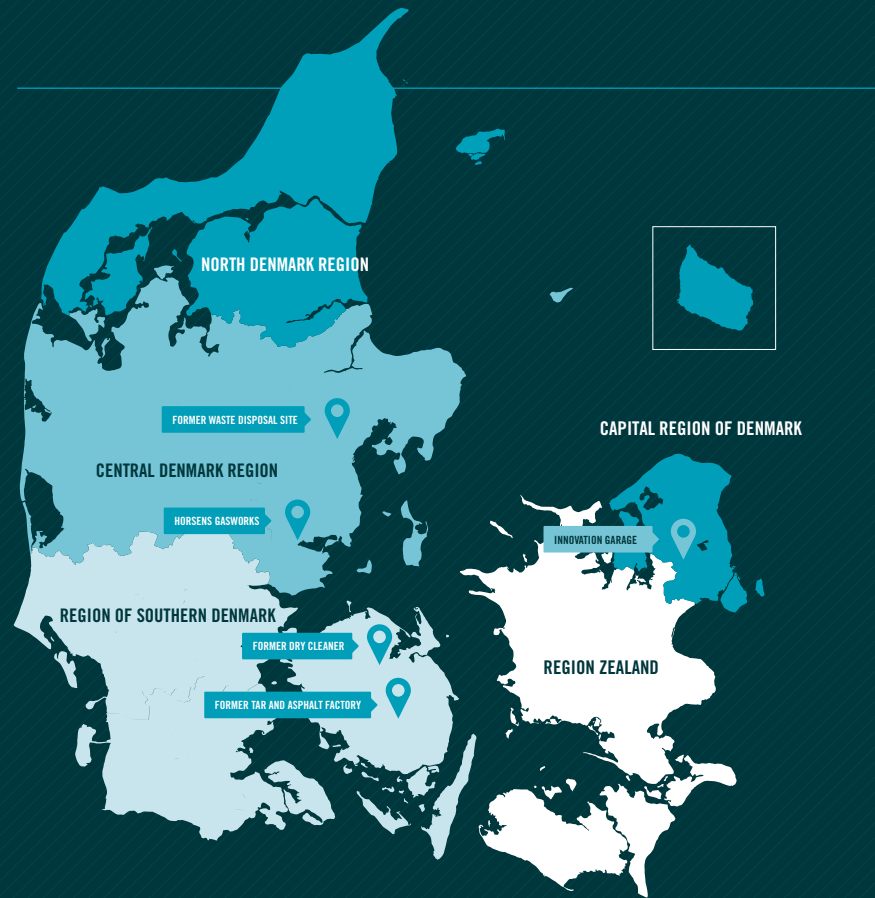 NORTH DENMARK REGION
FORMER WASTE DISPOSAL SITE
CAPITAL REGION OF DENMARK
CENTRAL DENMARK REGION
HORSENS GASWORKS
INNOVATION GARAGE
REGION OF SOUTHERN DENMARK
FORMER DRY CLEANER
REGION ZEALAND
FORMER TAR AND ASPHALT FACTORY